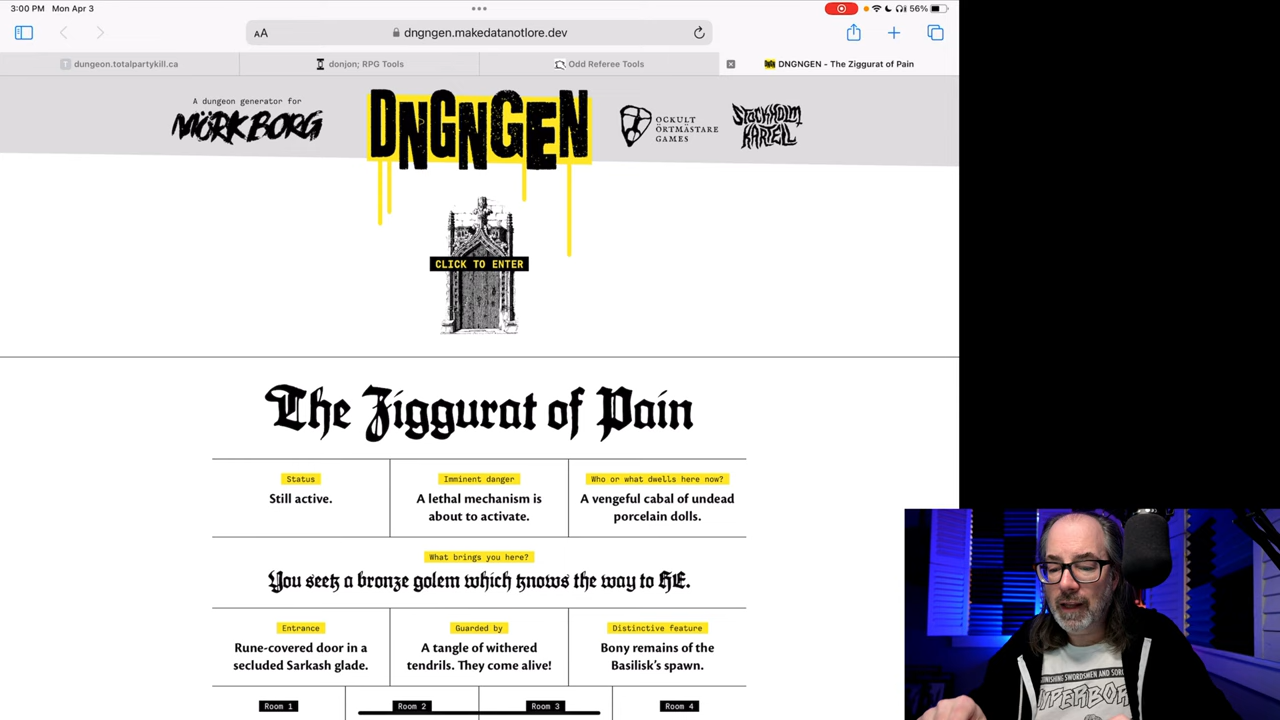 3:00 PM Mon Apr 3
56%
AA
dngngen.makedatanotlore.dev
dungeon.totalpartykill.ca
donjon; RPG Tools
Odd Referee Tools
DNGNGEN - The Ziggurat of Pain
A dungeon generator for
MÖRK BORG
DNGNGEN
OCKULT
ÖRTMÄSTARE
GAMES
STOCKHOLM
KARTELL
CLICK TO ENTER
The Ziggurat of Pain
Status
Still active.
Imminent danger
A lethal mechanism is
about to activate.
Who or what dwells here now?
A vengeful cabal of undead
porcelain dolls.
What brings you here?
You seek a bronze golem which knows the way to HE.
Entrance
Rune-covered door in a
secluded Sarkash glade.
Guarded by
A tangle of withered
tendrils. They come alive!
Distinctive feature
Bony remains of the
Basilisk's spawn.
Room 1
Room 2
Room 3
Room 4